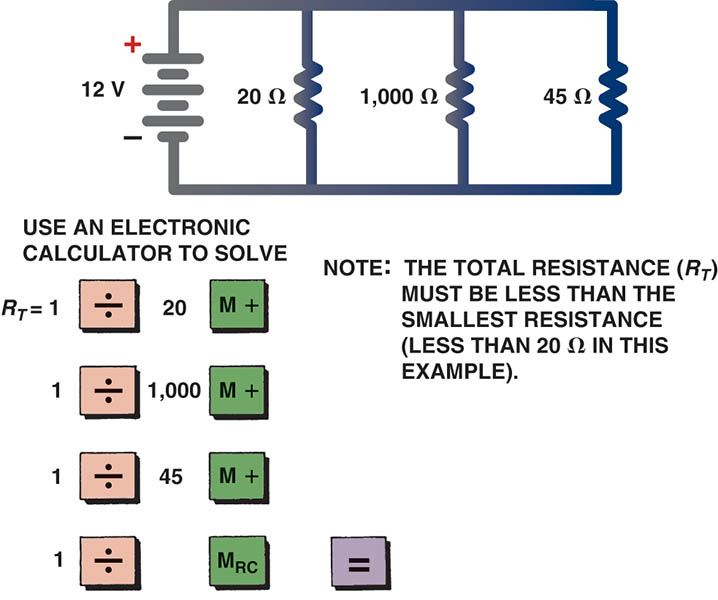 +
12 V
−
20 Ω
1,000 Ω
45 Ω
USE AN ELECTRONIC
CALCULATOR TO SOLVE
NOTE: THE TOTAL RESISTANCE (RT)
MUST BE LESS THAN THE
SMALLEST RESISTANCE
(LESS THAN 20 Ω IN THIS
EXAMPLE).
RT = 1 ÷ 20 M +
1 ÷ 1,000 M +
1 ÷ 45 M +
1 ÷ MRC =